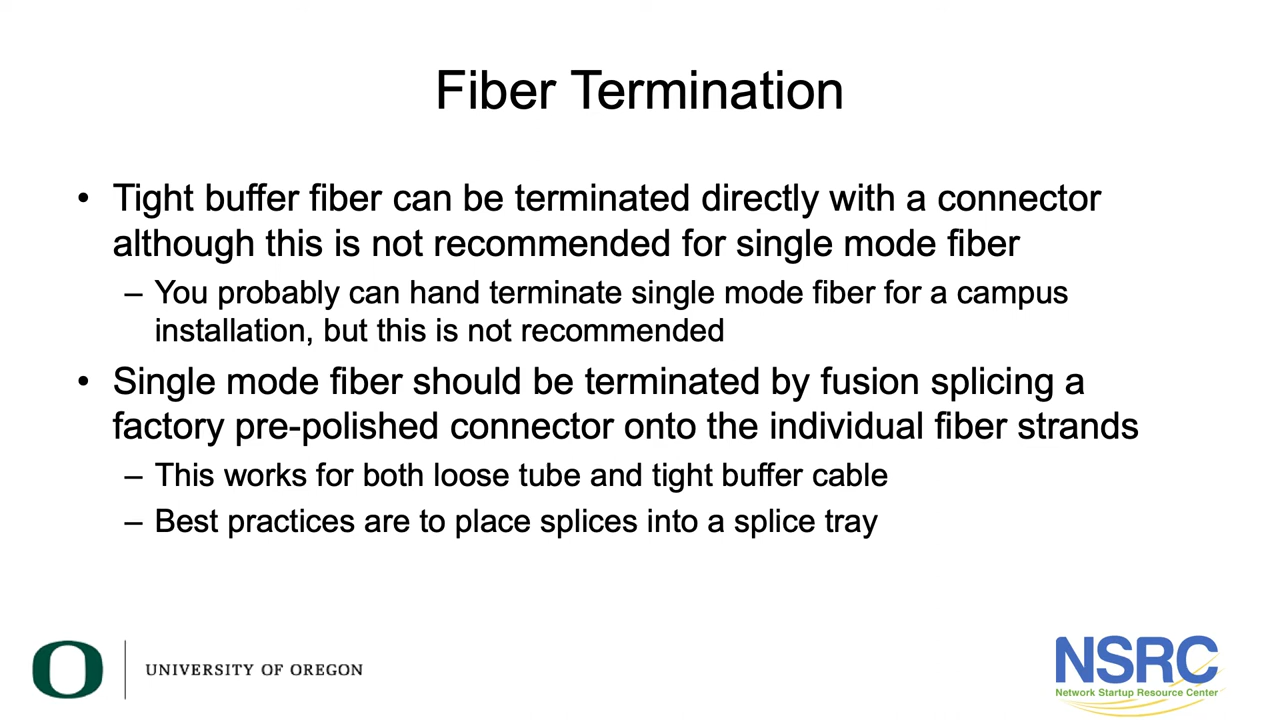 Fiber Termination
• Tight buffer fiber can be terminated directly with a connector
although this is not recommended for single mode fiber
– You probably can hand terminate single mode fiber for a campus
installation, but this is not recommended
• Single mode fiber should be terminated by fusion splicing a
factory pre-polished connector onto the individual fiber strands
– This works for both loose tube and tight buffer cable
– Best practices are to place splices into a splice tray
O
UNIVERSITY OF OREGON
NSRC
Network Startup Resource Center